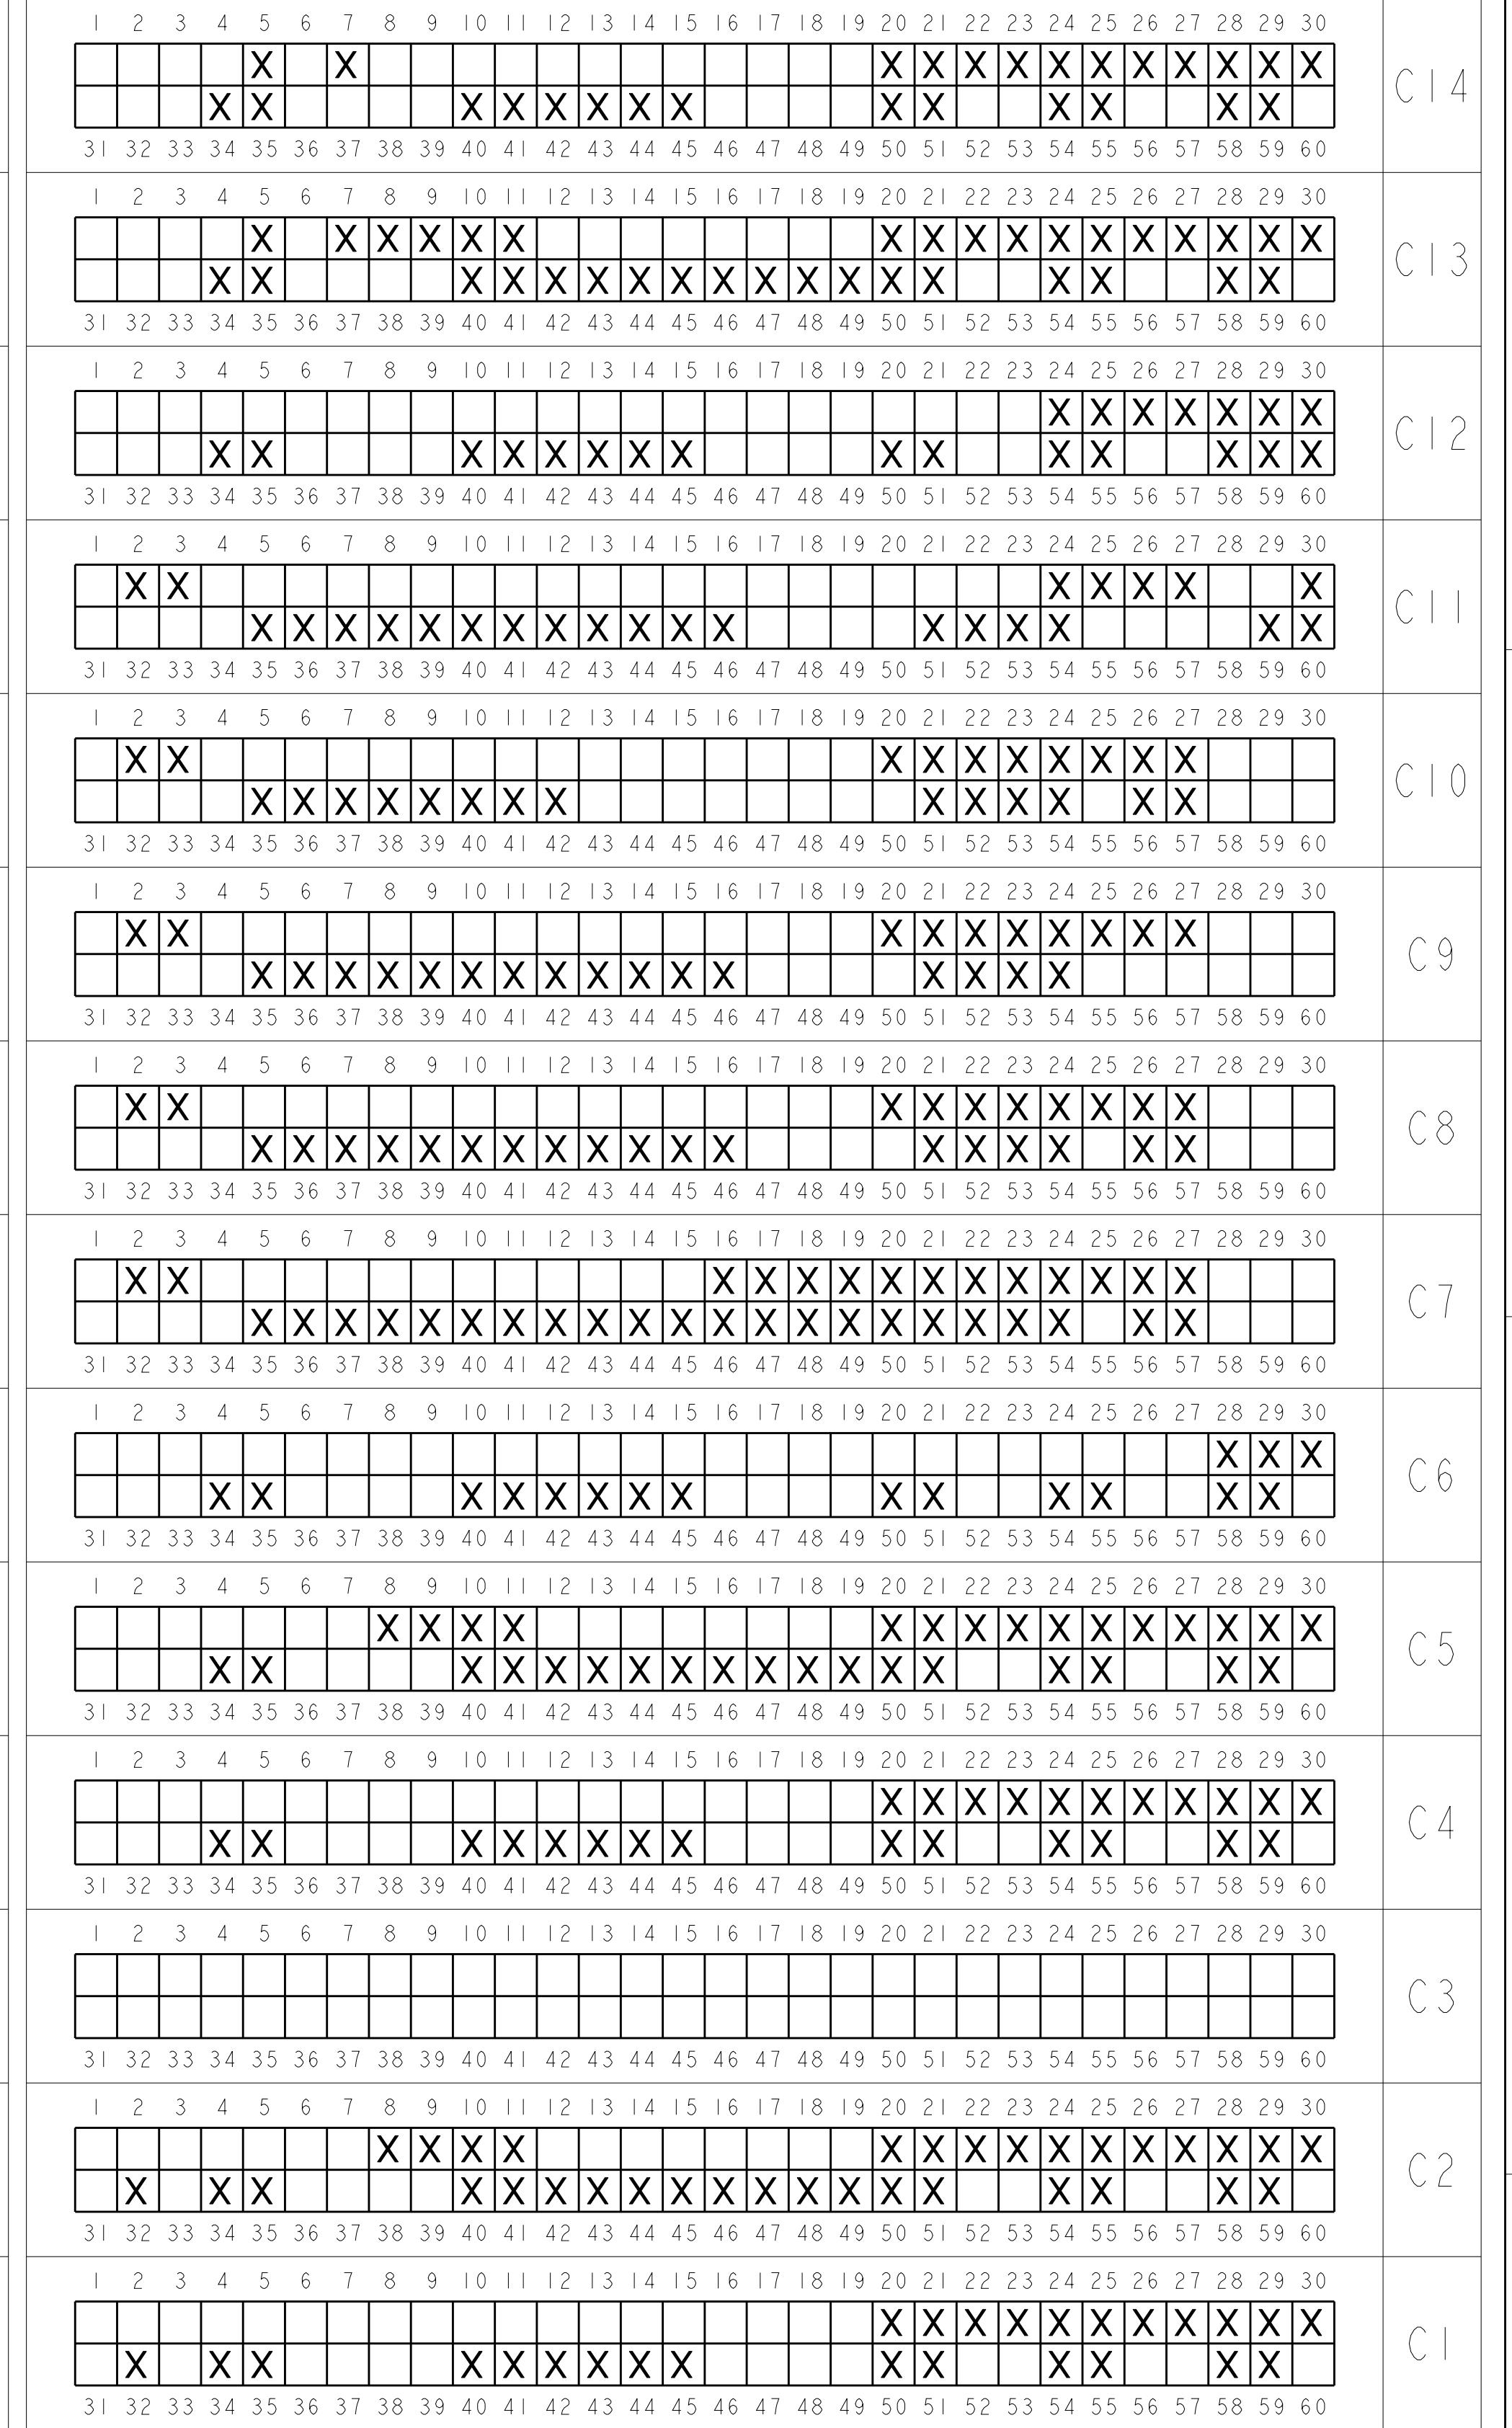 1 2 3 4 5 6 7 8 9 10 11 12 13 14 15 16 17 18 19 20 21 22 23 24 25 26 27 28 29 30
X X X X X X X X X X X X X
C14
X X X X X X X X X X X X X X
31 32 33 34 35 36 37 38 39 40 41 42 43 44 45 46 47 48 49 50 51 52 53 54 55 56 57 58 59 60
1 2 3 4 5 6 7 8 9 10 11 12 13 14 15 16 17 18 19 20 21 22 23 24 25 26 27 28 29 30
X X X X X X X X X X X X X X X X X
C13
X X X X X X X X X X X X X X X X X X
31 32 33 34 35 36 37 38 39 40 41 42 43 44 45 46 47 48 49 50 51 52 53 54 55 56 57 58 59 60
1 2 3 4 5 6 7 8 9 10 11 12 13 14 15 16 17 18 19 20 21 22 23 24 25 26 27 28 29 30
X X X X X X X
C12
X X X X X X X X X X X X X X X
31 32 33 34 35 36 37 38 39 40 41 42 43 44 45 46 47 48 49 50 51 52 53 54 55 56 57 58 59 60
1 2 3 4 5 6 7 8 9 10 11 12 13 14 15 16 17 18 19 20 21 22 23 24 25 26 27 28 29 30
X X X X X X X
C11
X X X X X X X X X X X X X X X X X X
31 32 33 34 35 36 37 38 39 40 41 42 43 44 45 46 47 48 49 50 51 52 53 54 55 56 57 58 59 60
1 2 3 4 5 6 7 8 9 10 11 12 13 14 15 16 17 18 19 20 21 22 23 24 25 26 27 28 29 30
X X X X X X X X X X
C10
X X X X X X X X X X X X X X
31 32 33 34 35 36 37 38 39 40 41 42 43 44 45 46 47 48 49 50 51 52 53 54 55 56 57 58 59 60
1 2 3 4 5 6 7 8 9 10 11 12 13 14 15 16 17 18 19 20 21 22 23 24 25 26 27 28 29 30
X X X X X X X X X X
C9
X X X X X X X X X X X X X X X X
31 32 33 34 35 36 37 38 39 40 41 42 43 44 45 46 47 48 49 50 51 52 53 54 55 56 57 58 59 60
1 2 3 4 5 6 7 8 9 10 11 12 13 14 15 16 17 18 19 20 21 22 23 24 25 26 27 28 29 30
X X X X X X X X X X
C8
X X X X X X X X X X X X X X X X X X
31 32 33 34 35 36 37 38 39 40 41 42 43 44 45 46 47 48 49 50 51 52 53 54 55 56 57 58 59 60
1 2 3 4 5 6 7 8 9 10 11 12 13 14 15 16 17 18 19 20 21 22 23 24 25 26 27 28 29 30
X X X X X X X X X X X X X X
C7
X X X X X X X X X X X X X X X X X X X X X X
31 32 33 34 35 36 37 38 39 40 41 42 43 44 45 46 47 48 49 50 51 52 53 54 55 56 57 58 59 60
1 2 3 4 5 6 7 8 9 10 11 12 13 14 15 16 17 18 19 20 21 22 23 24 25 26 27 28 29 30
X X X
C6
X X X X X X X X X X X X X X
31 32 33 34 35 36 37 38 39 40 41 42 43 44 45 46 47 48 49 50 51 52 53 54 55 56 57 58 59 60
1 2 3 4 5 6 7 8 9 10 11 12 13 14 15 16 17 18 19 20 21 22 23 24 25 26 27 28 29 30
X X X X X X X X X X X X X X X
C5
X X X X X X X X X X X X X X X X X X
31 32 33 34 35 36 37 38 39 40 41 42 43 44 45 46 47 48 49 50 51 52 53 54 55 56 57 58 59 60
1 2 3 4 5 6 7 8 9 10 11 12 13 14 15 16 17 18 19 20 21 22 23 24 25 26 27 28 29 30
X X X X X X X X X X X
C4
X X X X X X X X X X X X X X
31 32 33 34 35 36 37 38 39 40 41 42 43 44 45 46 47 48 49 50 51 52 53 54 55 56 57 58 59 60
1 2 3 4 5 6 7 8 9 10 11 12 13 14 15 16 17 18 19 20 21 22 23 24 25 26 27 28 29 30
C3
31 32 33 34 35 36 37 38 39 40 41 42 43 44 45 46 47 48 49 50 51 52 53 54 55 56 57 58 59 60
1 2 3 4 5 6 7 8 9 10 11 12 13 14 15 16 17 18 19 20 21 22 23 24 25 26 27 28 29 30
X X X X X X X X X X X X X X X
C2
X X X X X X X X X X X X X X X X X X X
31 32 33 34 35 36 37 38 39 40 41 42 43 44 45 46 47 48 49 50 51 52 53 54 55 56 57 58 59 60
1 2 3 4 5 6 7 8 9 10 11 12 13 14 15 16 17 18 19 20 21 22 23 24 25 26 27 28 29 30
X X X X X X X X X X X
C1
X X X X X X X X X X X X X X X
31 32 33 34 35 36 37 38 39 40 41 42 43 44 45 46 47 48 49 50 51 52 53 54 55 56 57 58 59 60